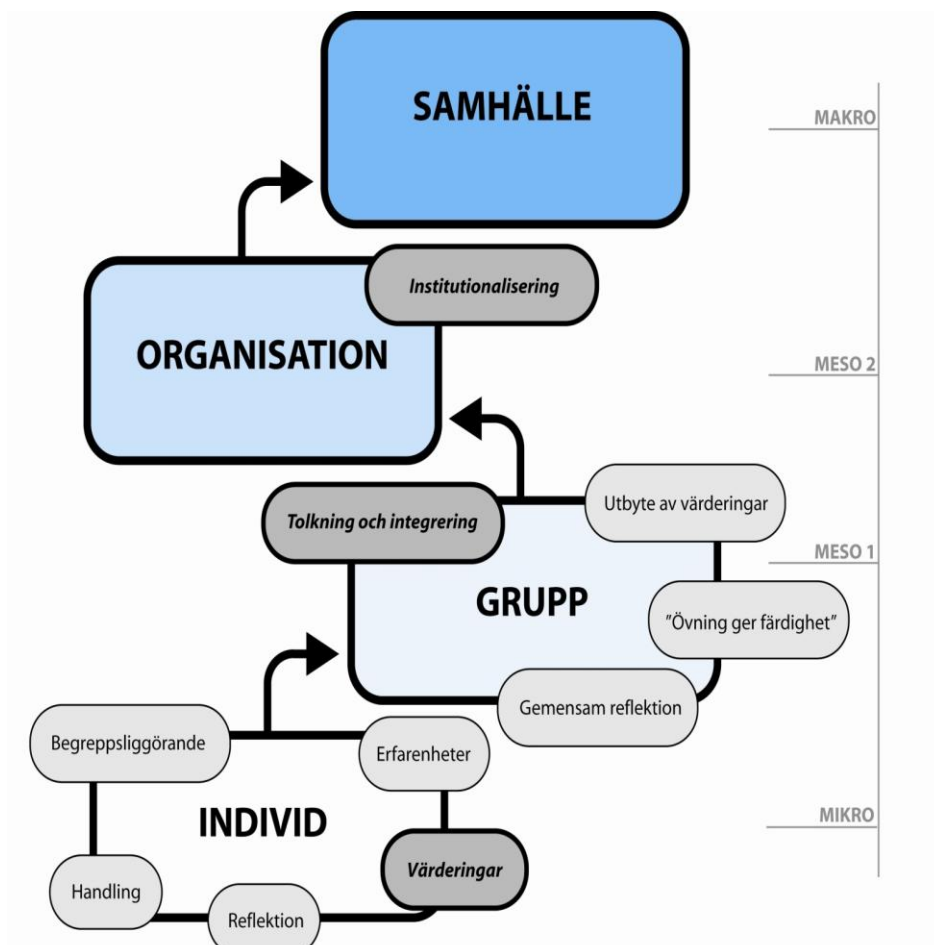 SAMHÄLLE
MAKRO
Institutionalisering
ORGANISATION
MESO 2
Tolkning och integrering
Utbyte av värderingar
MESO 1
GRUPP
”Övning ger färdighet”
Gemensam reflektion
Begreppsliggörande
Erfarenheter
INDIVID
MIKRO
Värderingar
Handling
Reflektion